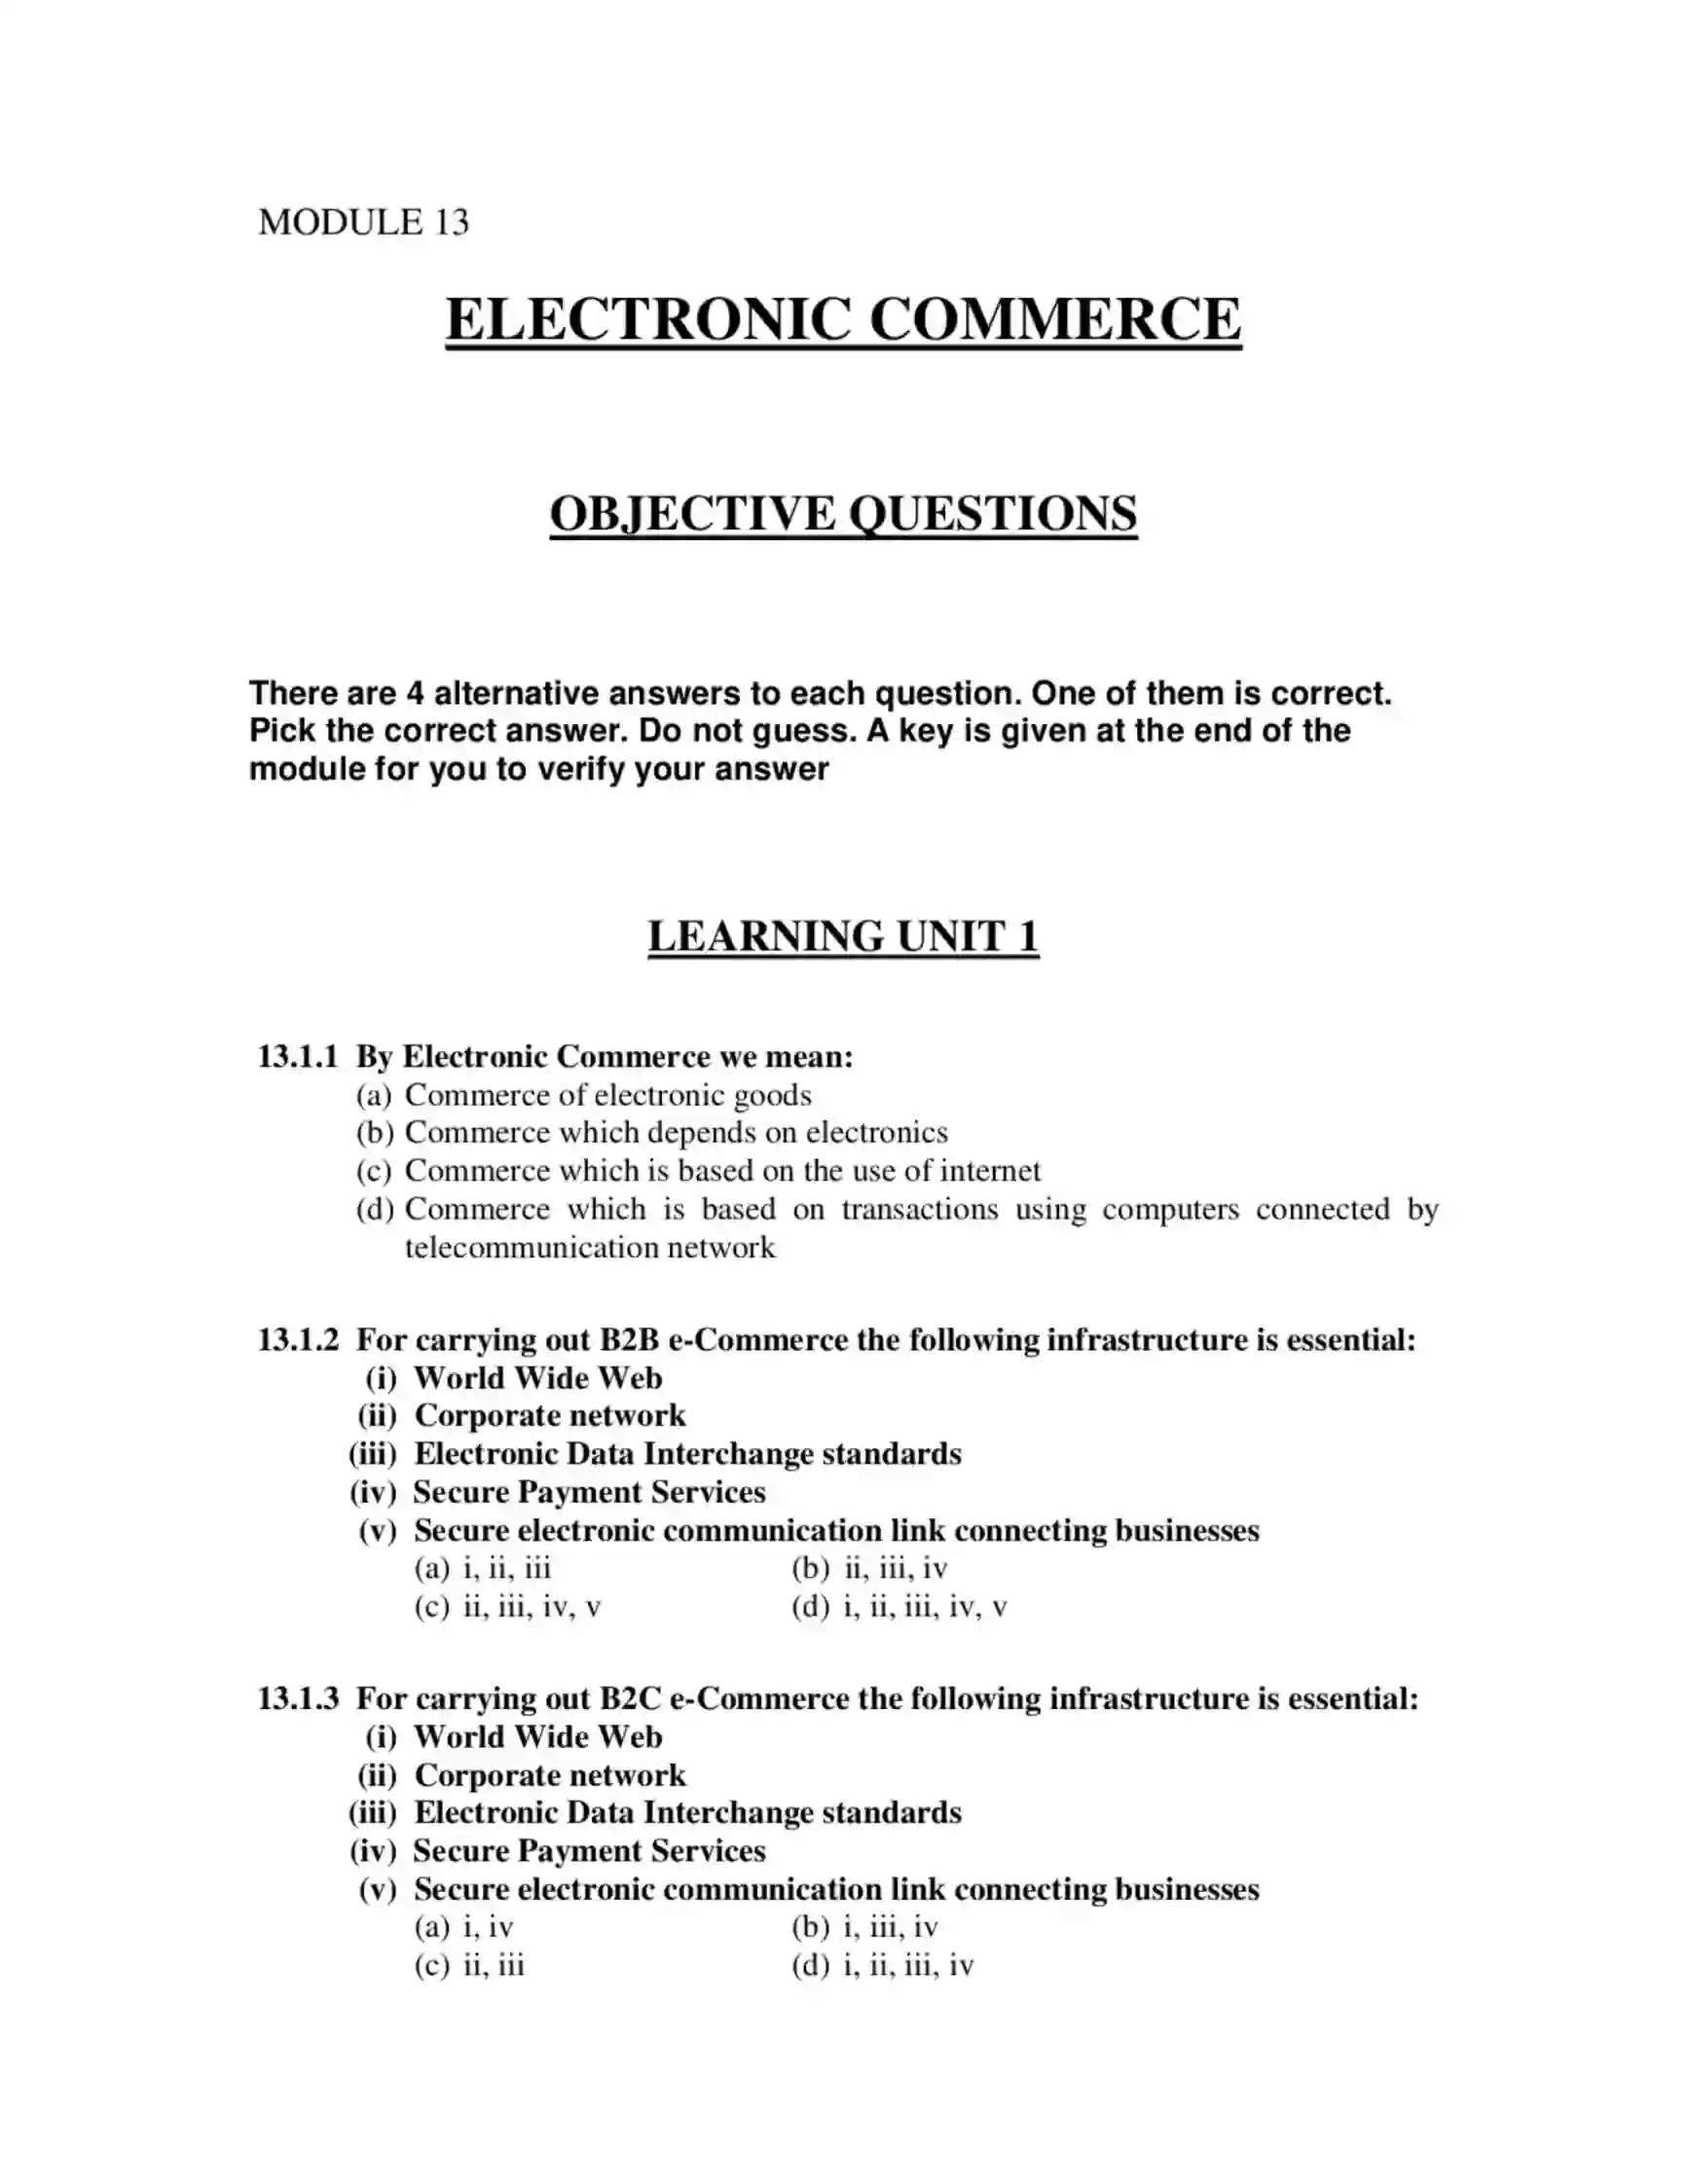 MODULE 13
ELECTRONIC COMMERCE
OBJECTIVE QUESTIONS
There are 4 alternative answers to each question. One of them is correct.
Pick the correct answer. Do not guess. A key is given at the end of the
module for you to verify your answer
LEARNING UNIT 1
13.1.1 By Electronic Commerce we mean:
(a) Commerce of electronic goods
(b) Commerce which depends on electronics
(c) Commerce which is based on the use of internet
(d) Commerce which is based on transactions using computers connected by
telecommunication network
13.1.2 For carrying out B2B e-Commerce the following infrastructure is essential:
(i) World Wide Web
(ii) Corporate network
(iii) Electronic Data Interchange standards
(iv) Secure Payment Services
(v) Secure electronic communication link connecting businesses
(a) i, ii, iii (b) ii, iii, iv
(c) ii, iii, iv, v (d) i, ii, iii, iv, v
13.1.3 For carrying out B2C e-Commerce the following infrastructure is essential:
(i) World Wide Web
(ii) Corporate network
(iii) Electronic Data Interchange standards
(iv) Secure Payment Services
(v) Secure electronic communication link connecting businesses
(a) i, iv (b) i, iii, iv
(c) ii, iii (d) i, ii, iii, iv